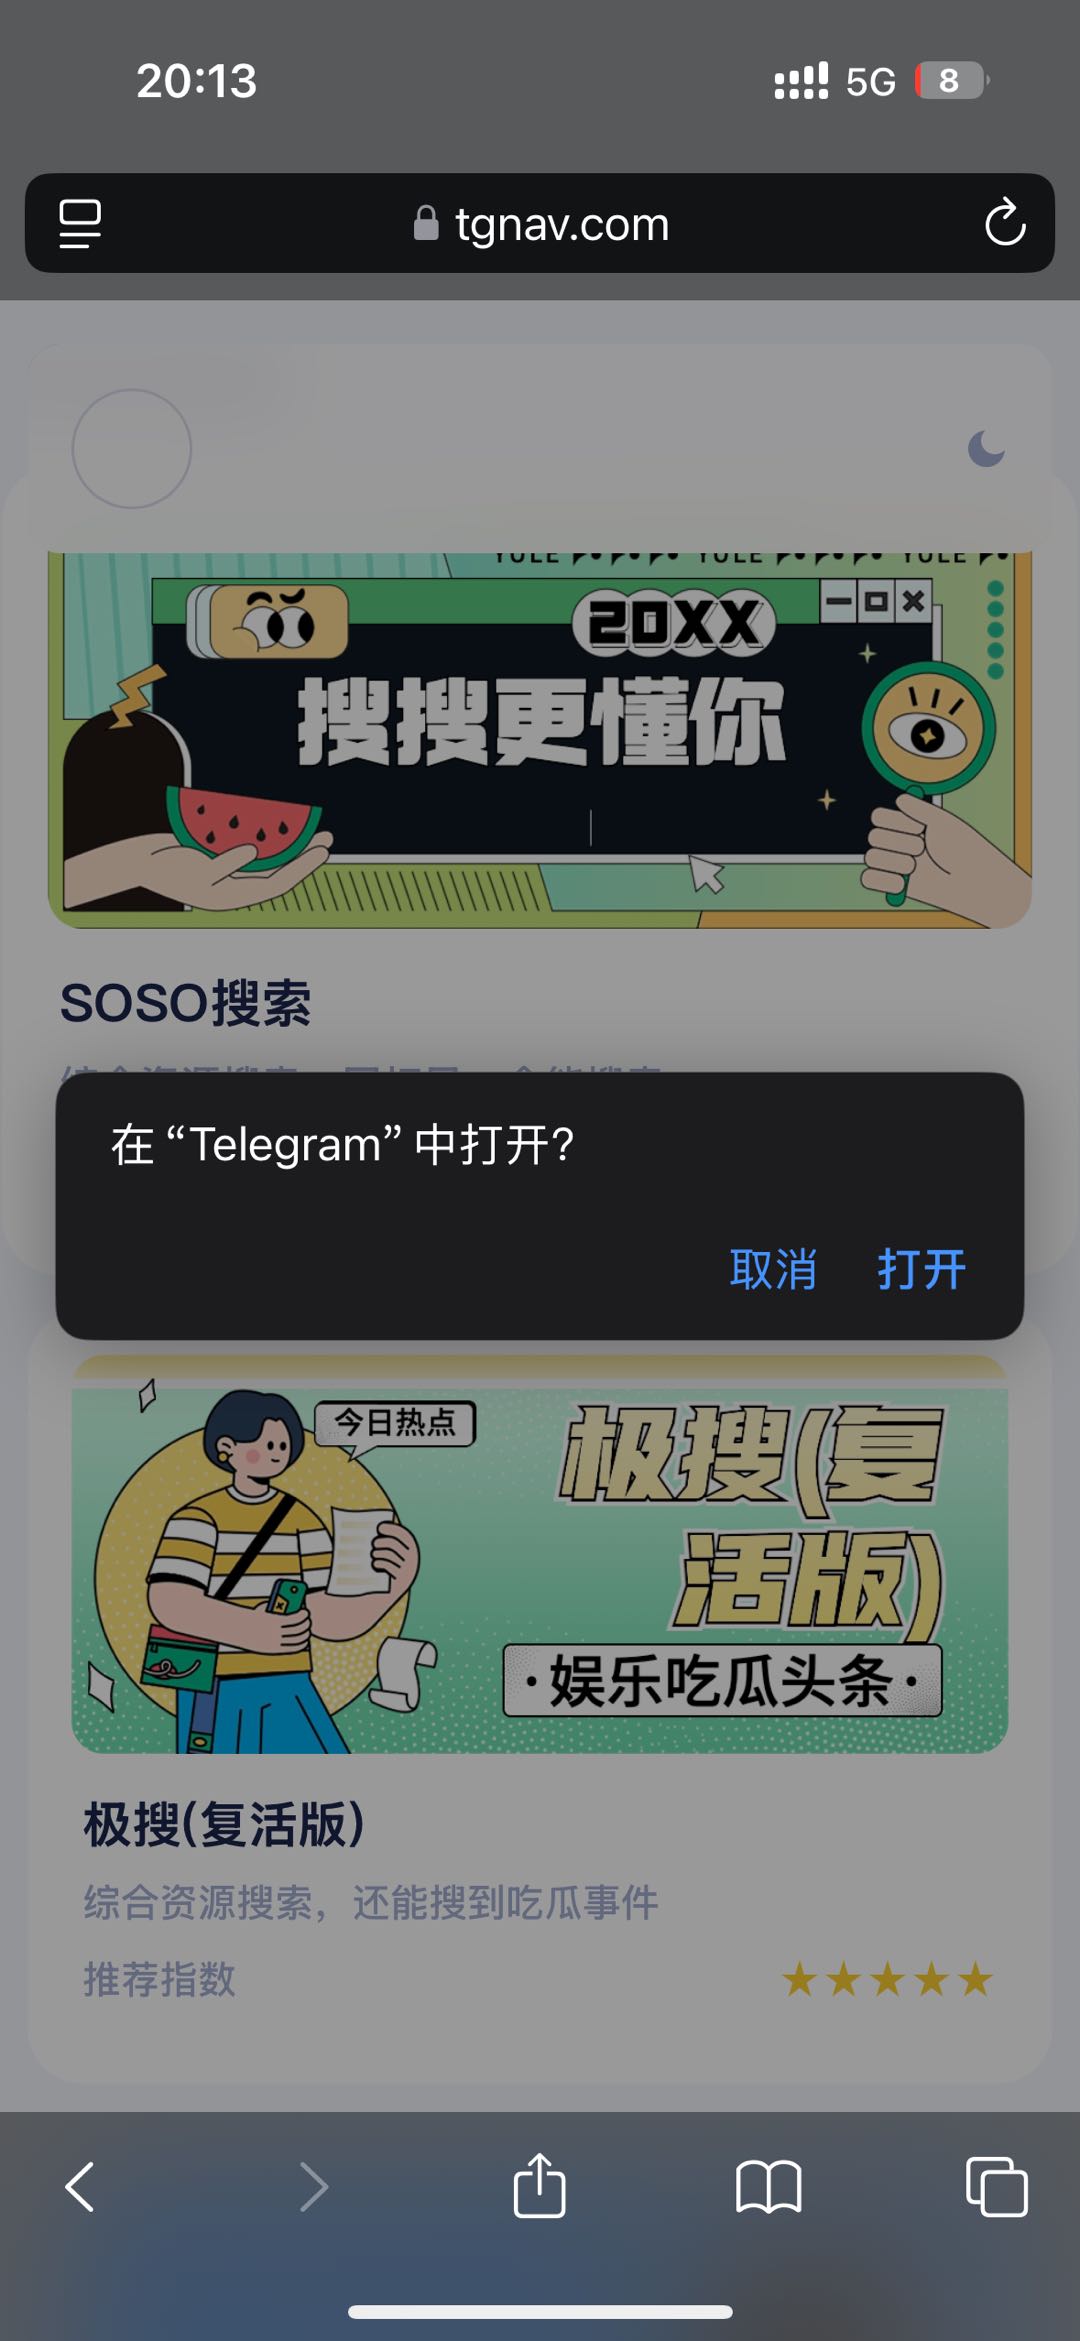 20:13
5G
8
tgnav.com
YULE YULE YULE
20XX
搜搜更懂你
SOSO搜索
在 “Telegram” 中打开?
取消 打开
今日热点
极搜(复
活版)
·娱乐吃瓜头条·
极搜(复活版)
综合资源搜索，还能搜到吃瓜事件
推荐指数